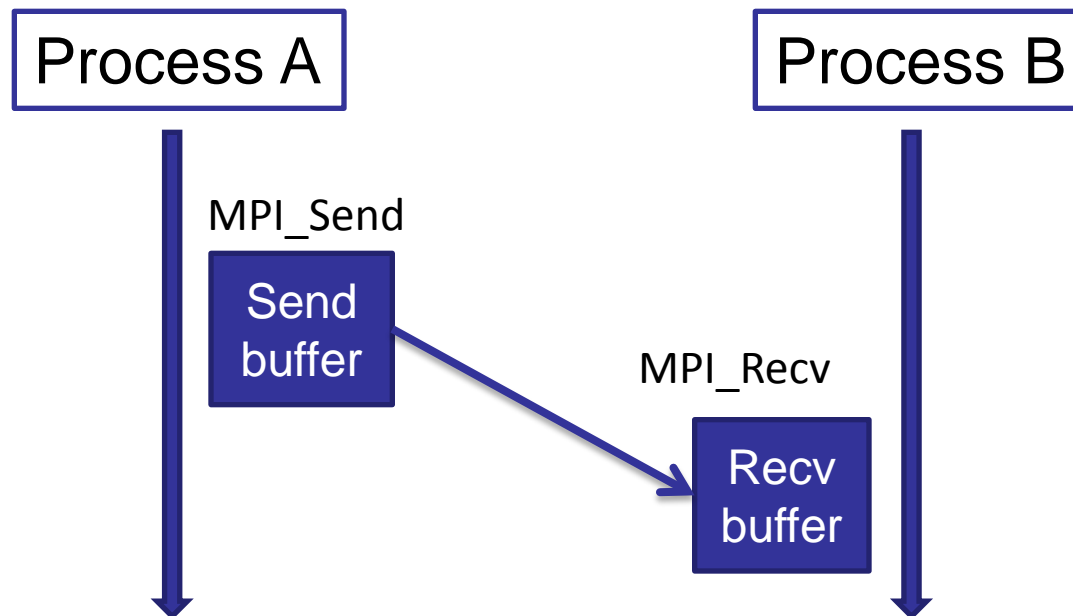 Process A
Process B
MPI_Send
Send
buffer
MPI_Recv
Recv
buffer